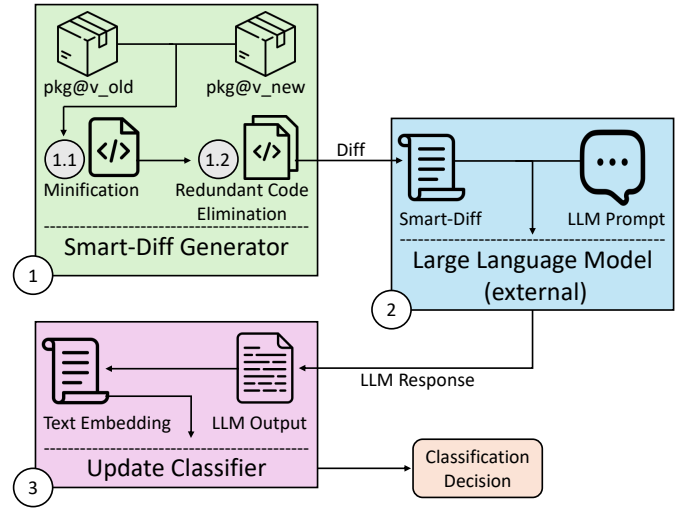 pkg@v_old
pkg@v_new
1.1
</>
1.2
</>
Minification
Redundant Code
Elimination
Smart-Diff Generator
1
Diff
Smart-Diff
LLM Prompt
Large Language Model
(external)
2
LLM Response
Text Embedding
LLM Output
Update Classifier
3
Classification
Decision